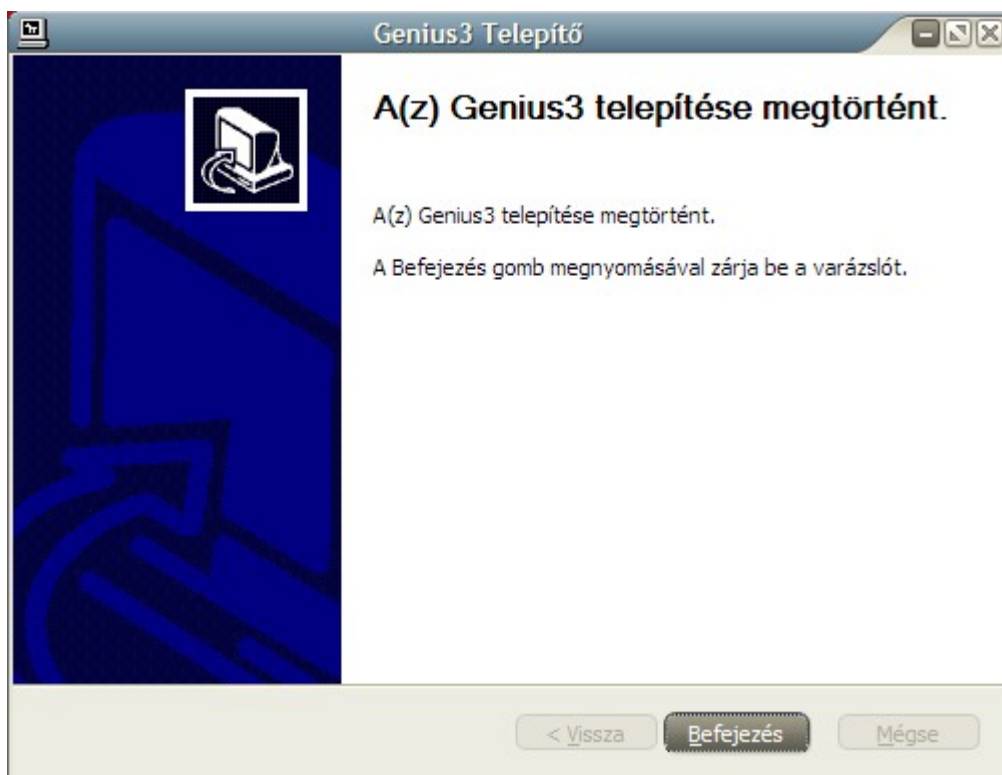 Genius3 Telepítő
A(z) Genius3 telepítése megtörtént.
A(z) Genius3 telepítése megtörtént.
A Befejezés gomb megnyomásával zárja be a varázslót.
< Vissza
Befejezés
Mégse